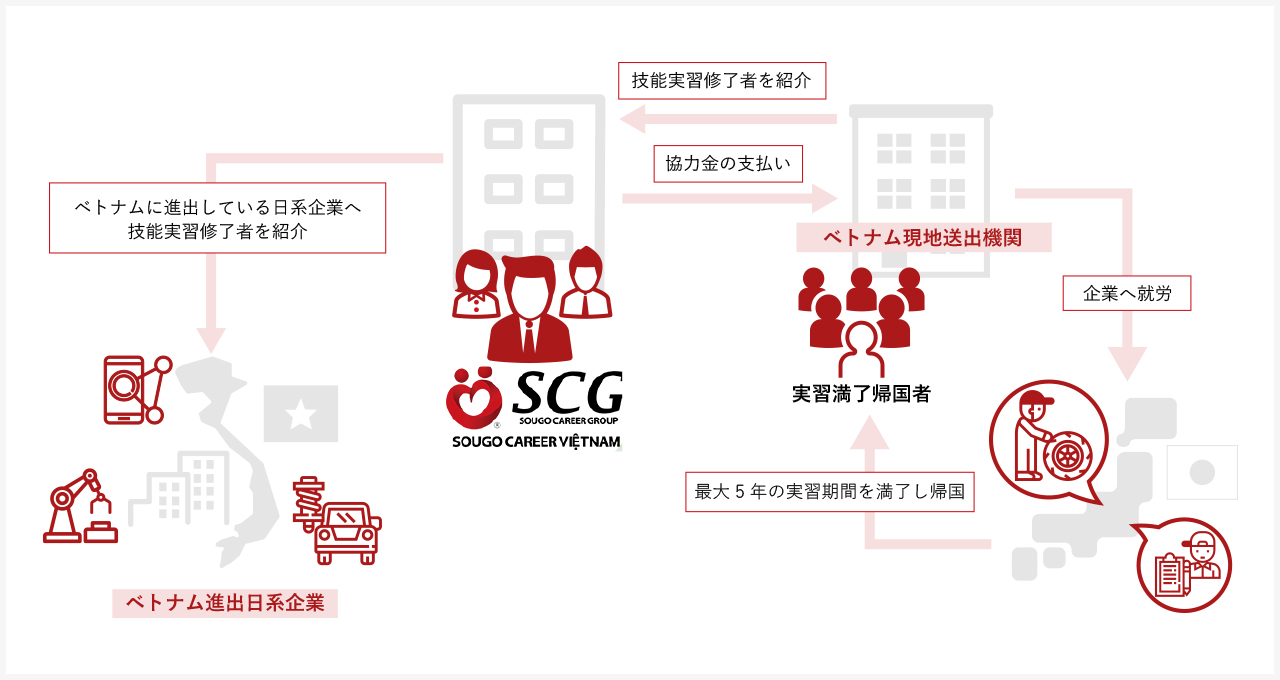 技能実習修了者を紹介
協力金の支払い
ベトナムに進出している日系企業へ
技能実習修了者を紹介
ベトナム現地送出機関
企業へ就労
SCG
SOUGO CAREER GROUP
®
SOUGO CAREER VIỆTNAM
実習満了帰国者
最大5年の実習期間を満了し帰国
ベトナム進出日系企業